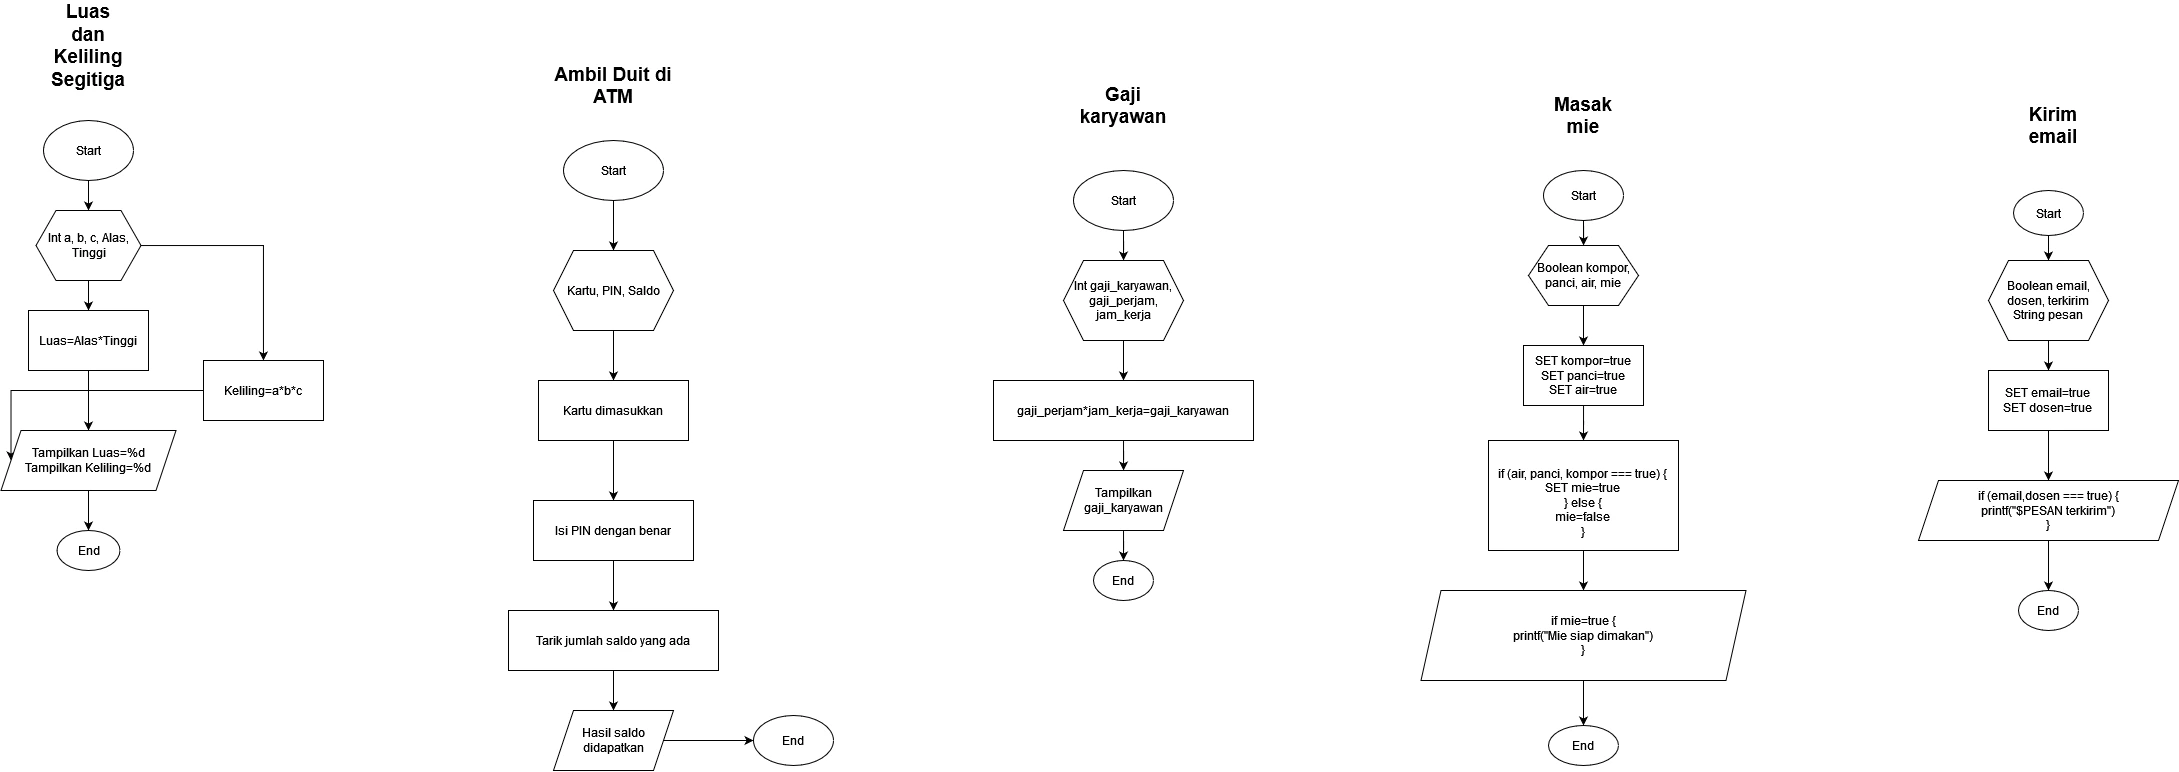 Luas
dan
Keliling
Segitiga
Start
Int a, b, c, Alas,
Tinggi
Luas=Alas*Tinggi
Keliling=a*b*c
Tampilkan Luas=%d
Tampilkan Keliling=%d
End
Ambil Duit di
ATM
Start
Kartu, PIN, Saldo
Kartu dimasukkan
Isi PIN dengan benar
Tarik jumlah saldo yang ada
Hasil saldo
didapatkan
End
Gaji
karyawan
Start
Int gaji_karyawan,
gaji_perjam,
jam_kerja
gaji_perjam*jam_kerja=gaji_karyawan
Tampilkan
gaji_karyawan
End
Masak
mie
Start
Boolean kompor,
panci, air, mie
SET kompor=true
SET panci=true
SET air=true
if (air, panci, kompor === true) {
SET mie=true
} else {
mie=false
}
if mie=true {
printf("Mie siap dimakan")
}
End
Kirim
email
Start
Boolean email,
dosen, terkirim
String pesan
SET email=true
SET dosen=true
if (email,dosen === true) {
printf("$PESAN terkirim")
}
End